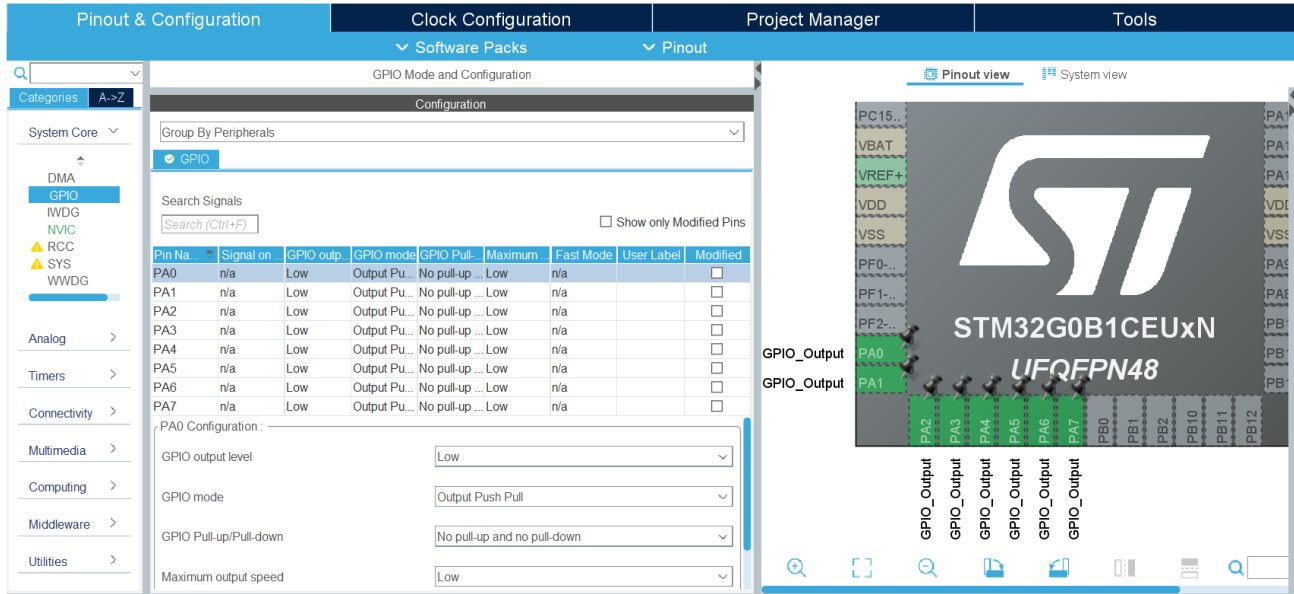 Pinout & Configuration
Clock Configuration
Project Manager
Tools
Software Packs
Pinout
GPIO Mode and Configuration
Pinout view
System view
Categories
A->Z
Configuration
System Core
Group By Peripherals
GPIO
DMA
GPIO
IWDG
NVIC
RCC
SYS
WWDG
Search Signals
Search (Ctrl+F)
Show only Modified Pins
Pin Na... Signal on ... GPIO outp... GPIO mode GPIO Pull-... Maximum ... Fast Mode User Label Modified
PA0 n/a Low Output Pu... No pull-up ... Low n/a
PA1 n/a Low Output Pu... No pull-up ... Low n/a
PA2 n/a Low Output Pu... No pull-up ... Low n/a
PA3 n/a Low Output Pu... No pull-up ... Low n/a
PA4 n/a Low Output Pu... No pull-up ... Low n/a
PA5 n/a Low Output Pu... No pull-up ... Low n/a
PA6 n/a Low Output Pu... No pull-up ... Low n/a
PA7 n/a Low Output Pu... No pull-up ... Low n/a
Analog
Timers
Connectivity
Multimedia
Computing
Middleware
Utilities
PA0 Configuration :
GPIO output level
Low
GPIO mode
Output Push Pull
GPIO Pull-up/Pull-down
No pull-up and no pull-down
Maximum output speed
Low
PC15..
VBAT
VREF+
VDD
VSS
PF0-..
PF1-..
PF2-..
GPIO_Output PA0
GPIO_Output PA1
ST
STM32G0B1CEUxN
UFQFPN48
PA2
PA3
PA4
PA5
PA6
PA7
PB0
PB1
PB2
PB10
PB11
PB12
GPIO_Output
GPIO_Output
GPIO_Output
GPIO_Output
GPIO_Output
GPIO_Output